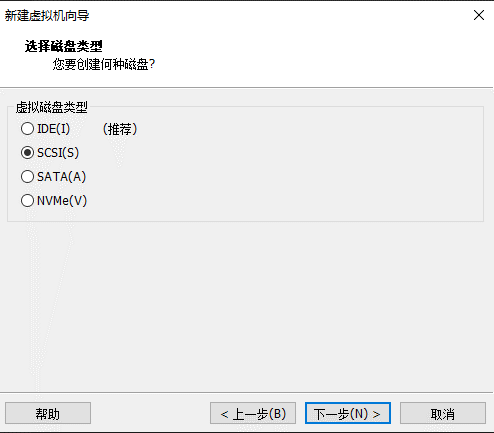 新建虚拟机向导
选择磁盘类型
您要创建何种磁盘?
虚拟磁盘类型
IDE(I) (推荐)
SCSI(S)
SATA(A)
NVMe(V)
帮助 < 上一步(B) 下一步(N) > 取消